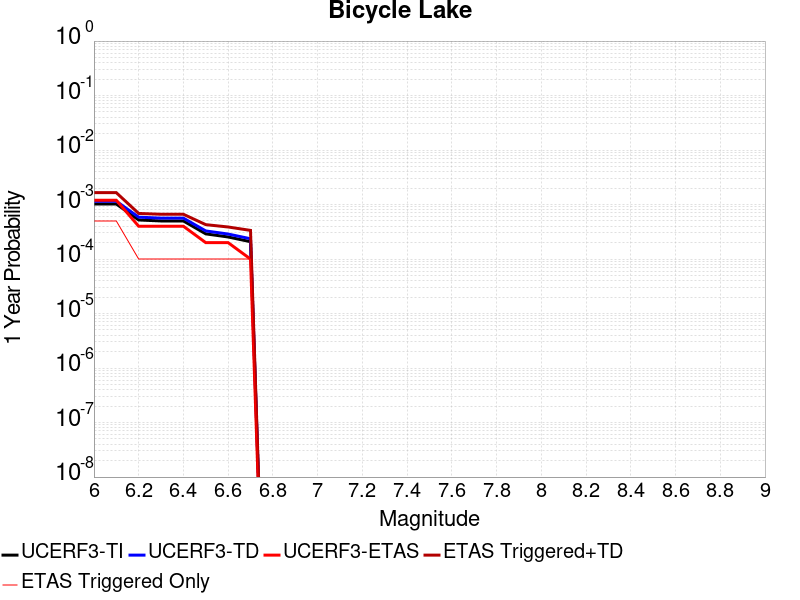 Bicycle Lake
1 Year Probability
10^0
10^-1
10^-2
10^-3
10^-4
10^-5
10^-6
10^-7
10^-8
6 6.2 6.4 6.6 6.8 7 7.2 7.4 7.6 7.8 8 8.2 8.4 8.6 8.8 9
Magnitude
UCERF3-TI UCERF3-TD UCERF3-ETAS ETAS Triggered+TD
ETAS Triggered Only